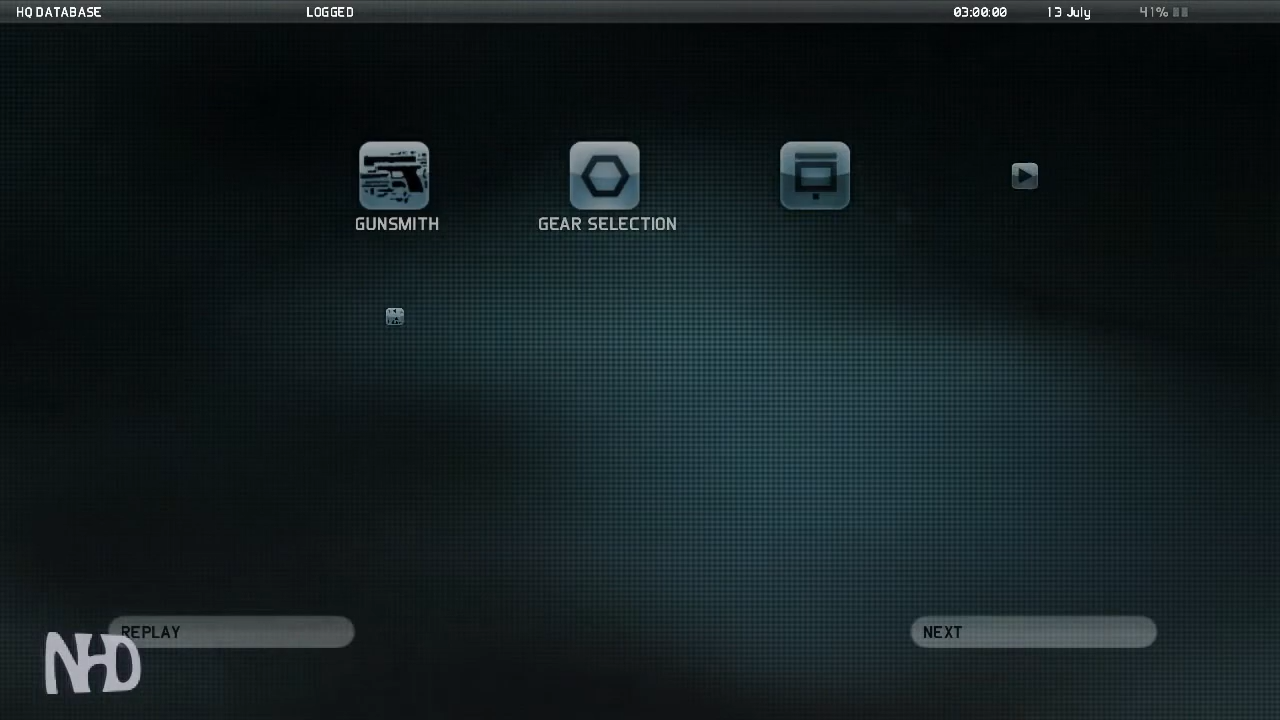 HQ DATABASE
LOGGED
03:00:00
13 July
41%
GUNSMITH
GEAR SELECTION
REPLAY
NEXT
NHD